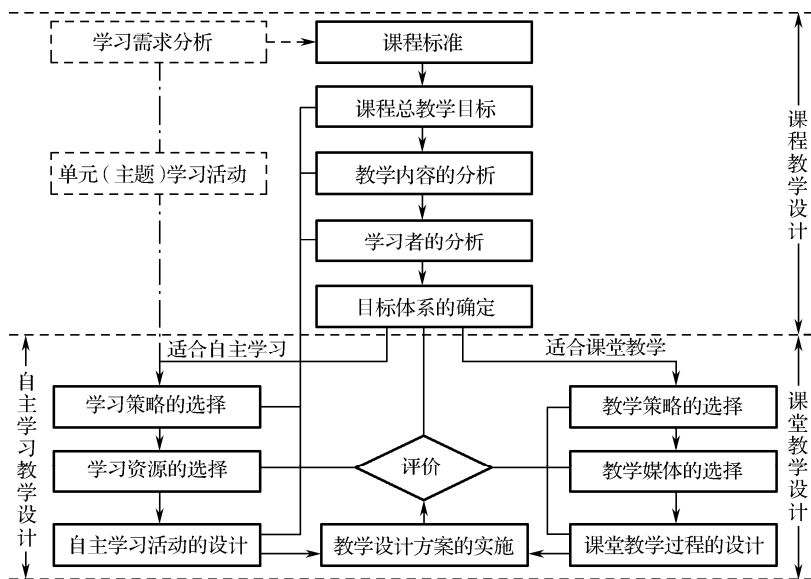 学习需求分析
课程标准
课程总教学目标
单元（主题）学习活动
教学内容的分析
学习者的分析
目标体系的确定
课程教学设计
适合自主学习
适合课堂教学
学习策略的选择
教学策略的选择
学习资源的选择
评价
教学媒体的选择
自主学习活动的设计
教学设计方案的实施
课堂教学过程的设计
自主学习教学设计
课堂教学设计